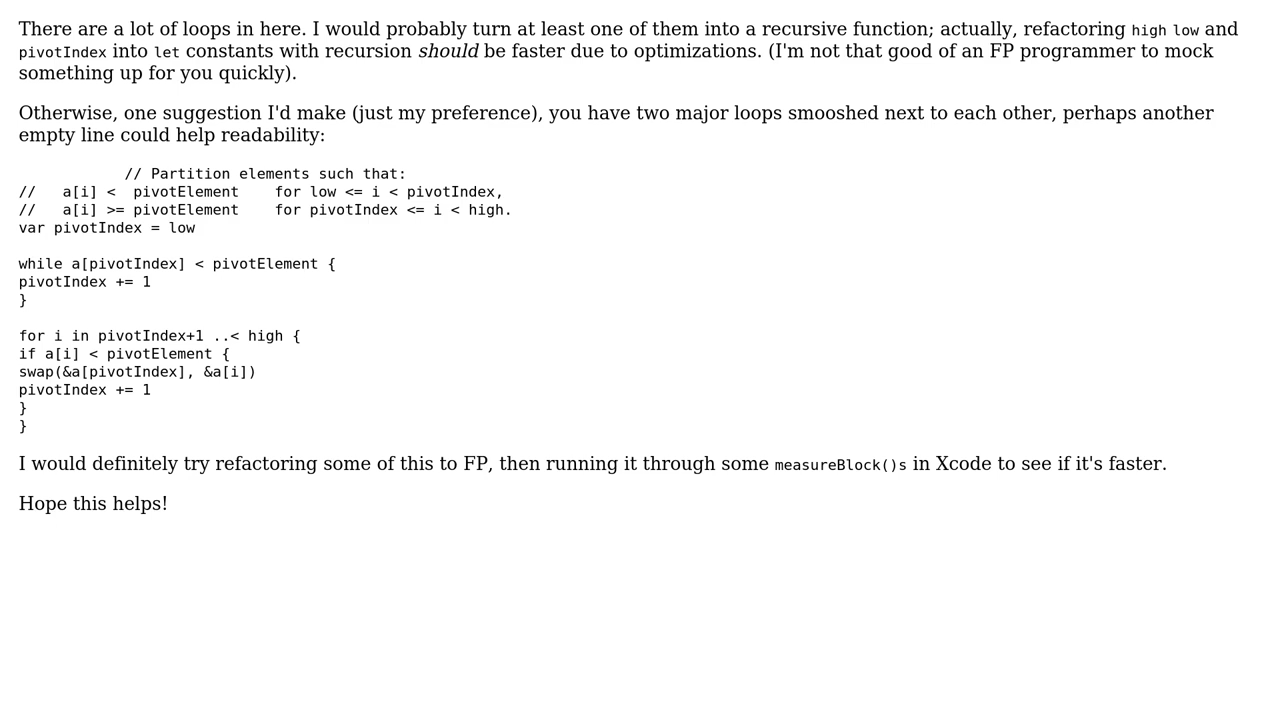 There are a lot of loops in here. I would probably turn at least one of them into a recursive function; actually, refactoring high low and
pivotIndex into let constants with recursion should be faster due to optimizations. (I'm not that good of an FP programmer to mock
something up for you quickly).
Otherwise, one suggestion I'd make (just my preference), you have two major loops smooshed next to each other, perhaps another
empty line could help readability:
            // Partition elements such that:
//   a[i] <  pivotElement    for low <= i < pivotIndex,
//   a[i] >= pivotElement    for pivotIndex <= i < high.
var pivotIndex = low
while a[pivotIndex] < pivotElement {
pivotIndex += 1
}
for i in pivotIndex+1 ..< high {
if a[i] < pivotElement {
swap(&a[pivotIndex], &a[i])
pivotIndex += 1
}
}
I would definitely try refactoring some of this to FP, then running it through some measureBlock()s in Xcode to see if it's faster.
Hope this helps!